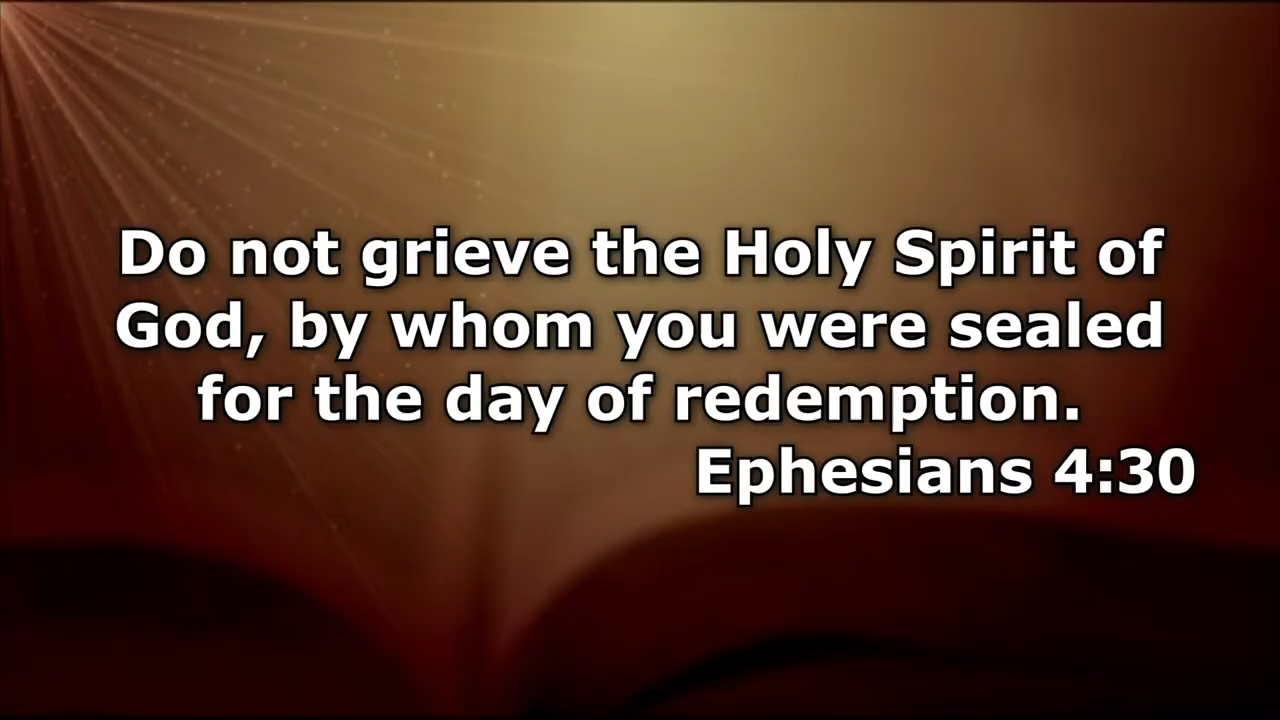 Do not grieve the Holy Spirit of
God, by whom you were sealed
for the day of redemption.
Ephesians 4:30